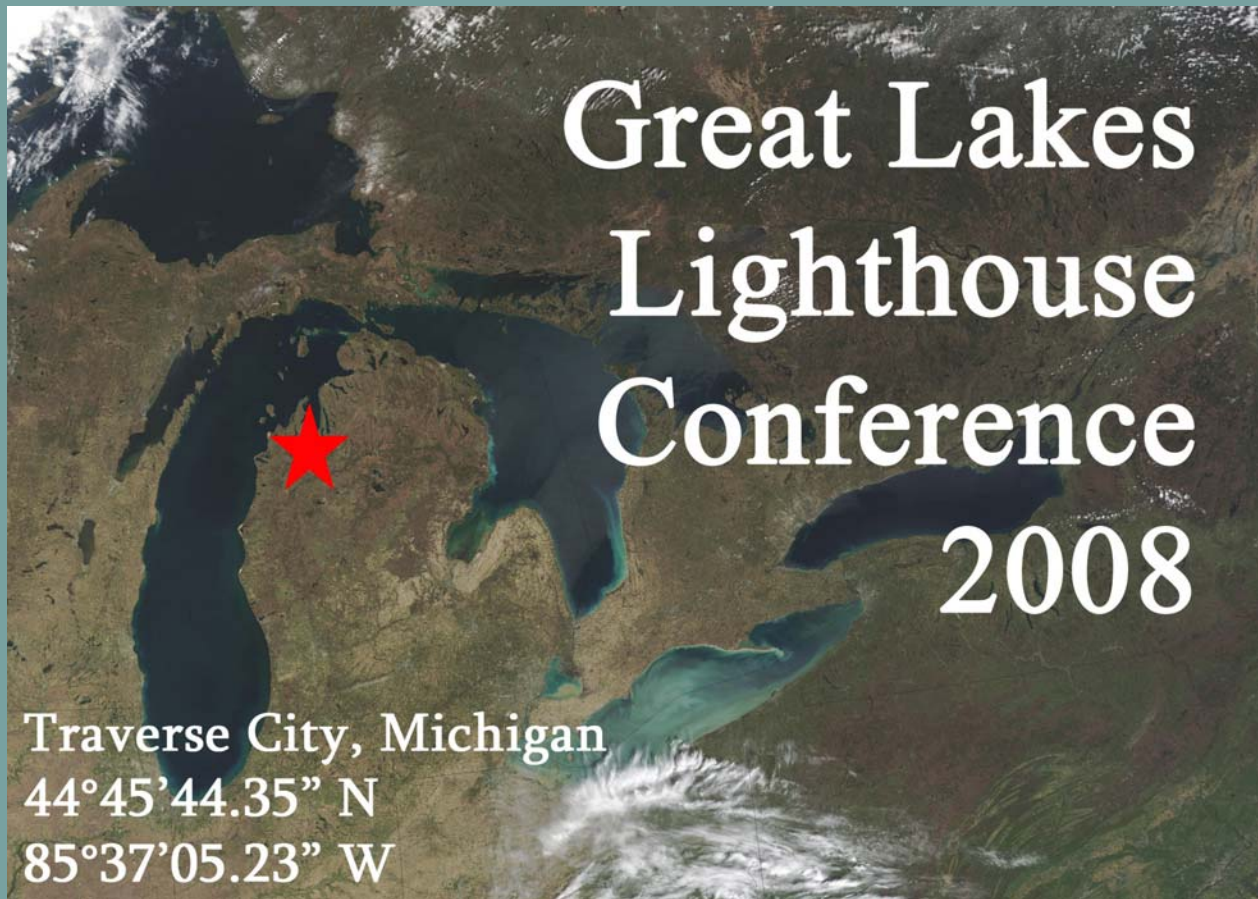 Great Lakes
Lighthouse
Conference
2008
Traverse City, Michigan
44°45’44.35” N
85°37’05.23” W